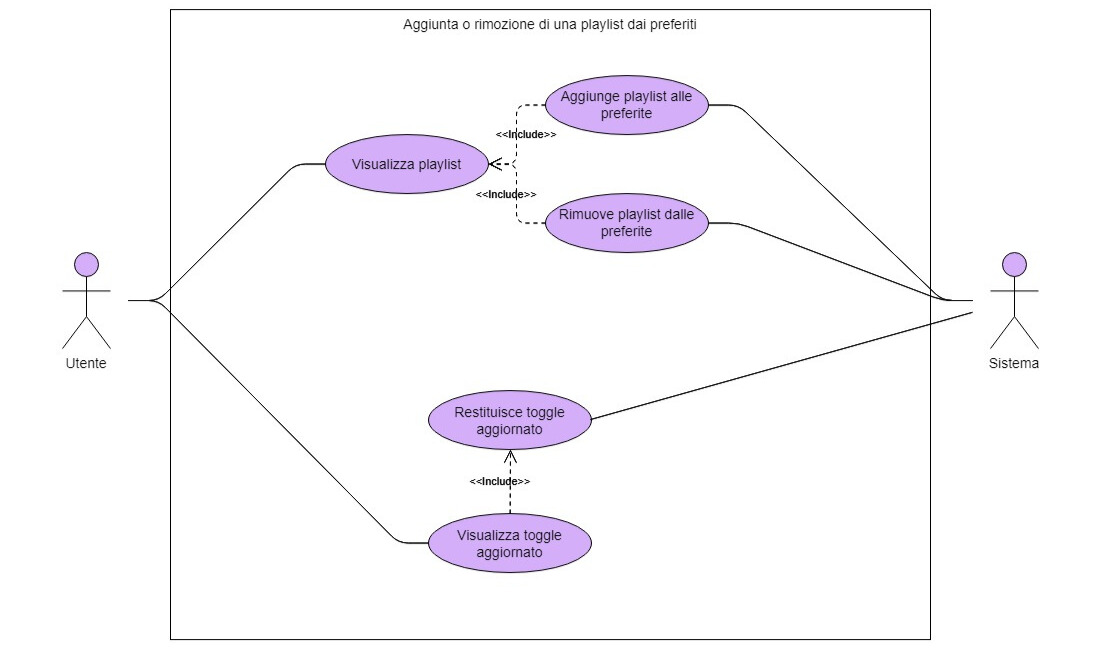 Aggiunta o rimozione di una playlist dai preferiti
Aggiunge playlist alle
preferite
<<Include>>
Visualizza playlist
<<Include>>
Rimuove playlist dalle
preferite
Utente
Sistema
Restituisce toggle
aggiornato
<<Include>>
Visualizza toggle
aggiornato